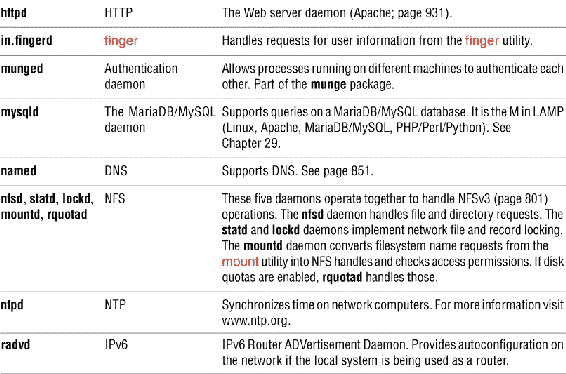 httpd HTTP The Web server daemon (Apache; page 931).
in.fingerd finger Handles requests for user information from the finger utility.
munged Authentication Allows processes running on different machines to authenticate each
daemon other. Part of the munge package.
mysqld The MariaDB/MySQL Supports queries on a MariaDB/MySQL database. It is the M in LAMP
daemon (Linux, Apache, MariaDB/MySQL, PHP/Perl/Python). See
Chapter 29.
named DNS Supports DNS. See page 851.
nfsd, statd, lockd, NFS These five daemons operate together to handle NFSv3 (page 801)
mountd, rquotad operations. The nfsd daemon handles file and directory requests. The
statd and lockd daemons implement network file and record locking.
The mountd daemon converts filesystem name requests from the
mount utility into NFS handles and checks access permissions. If disk
quotas are enabled, rquotad handles those.
ntpd NTP Synchronizes time on network computers. For more information visit
www.ntp.org.
radvd IPv6 IPv6 Router ADVertisement Daemon. Provides autoconfiguration on
the network if the local system is being used as a router.